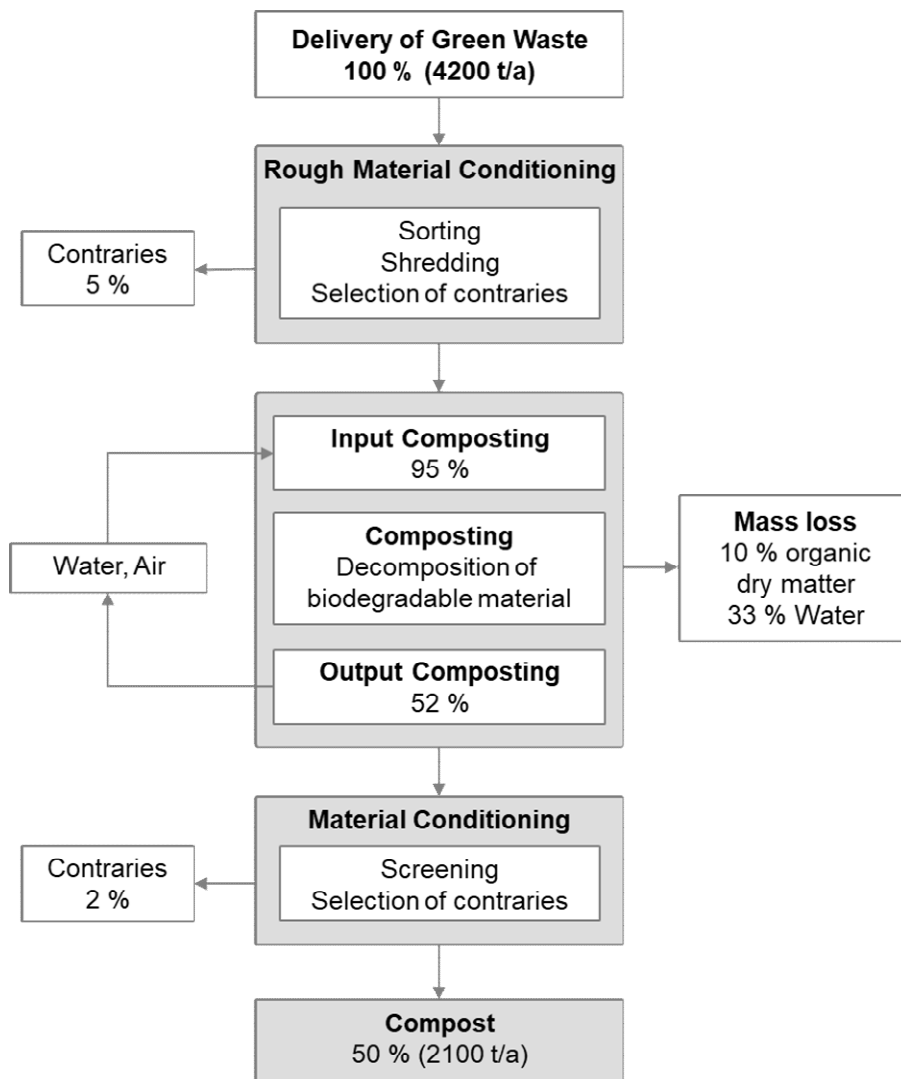 Delivery of Green Waste
100 % (4200 t/a)
Rough Material Conditioning
Sorting
Shredding
Selection of contraries
Contraries
5 %
Input Composting
95 %
Composting
Decomposition of
biodegradable material
Water, Air
Mass loss
10 % organic
dry matter
33 % Water
Output Composting
52 %
Material Conditioning
Screening
Selection of contraries
Contraries
2 %
Compost
50 % (2100 t/a)